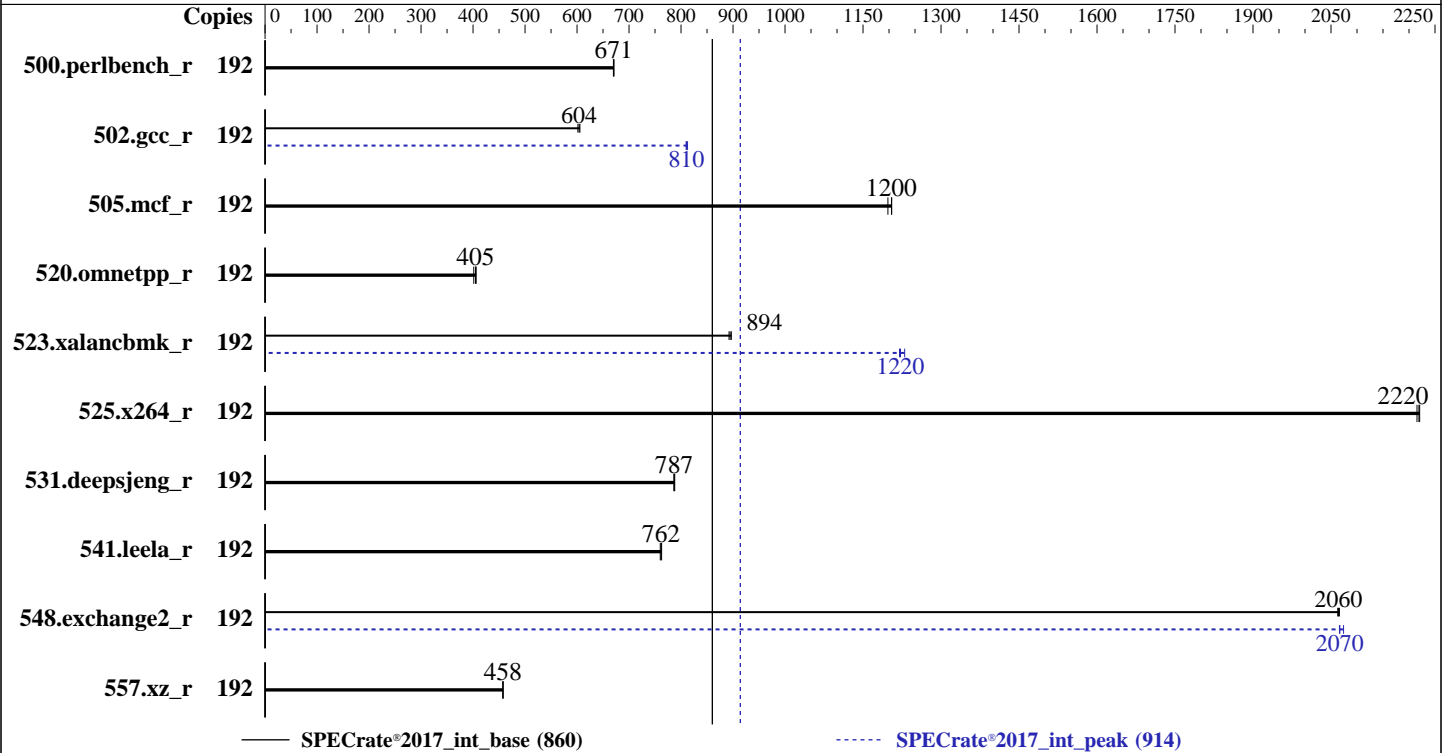 Copies 0 100 200 300 400 500 600 700 800 900 1000 1150 1300 1450 1600 1750 1900 2050 2250
500.perlbench_r 192 671
502.gcc_r 192 604
810
505.mcf_r 192 1200
520.omnetpp_r 192 405
523.xalancbmk_r 192 894
1220
525.x264_r 192 2220
531.deepsjeng_r 192 787
541.leela_r 192 762
548.exchange2_r 192 2060
2070
557.xz_r 192 458
SPECrate®2017_int_base (860) SPECrate®2017_int_peak (914)